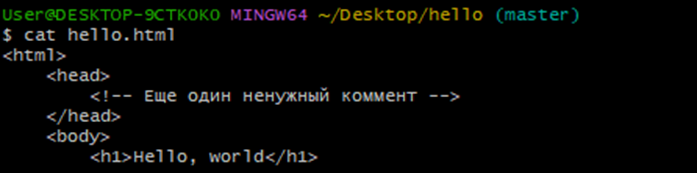 User@DESKTOP-9CTK0KO MINGW64 ~/Desktop/hello (master)
$ cat hello.html
<html>
    <head>
        <!-- Еще один ненужный коммент -->
    </head>
    <body>
        <h1>Hello, world</h1>